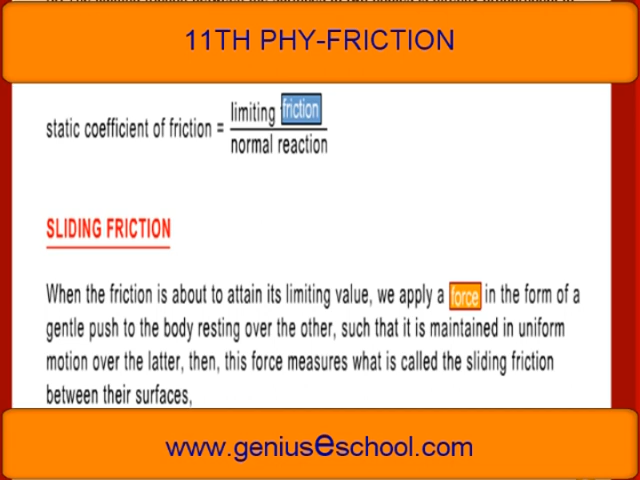 11TH PHY-FRICTION
static coefficient of friction = limiting friction
normal reaction
SLIDING FRICTION
When the friction is about to attain its limiting value, we apply a force in the form of a
gentle push to the body resting over the other, such that it is maintained in uniform
motion over the latter, then, this force measures what is called the sliding friction
between their surfaces,
www.geniuseschool.com